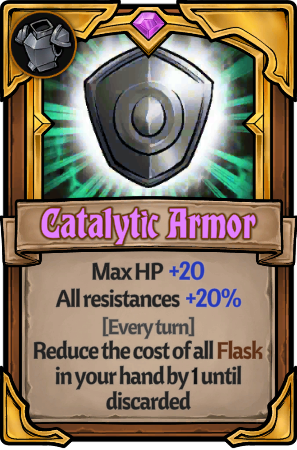 Catalytic Armor
Max HP +20
All resistances +20%
[Every turn]
Reduce the cost of all Flask
in your hand by 1 until
discarded